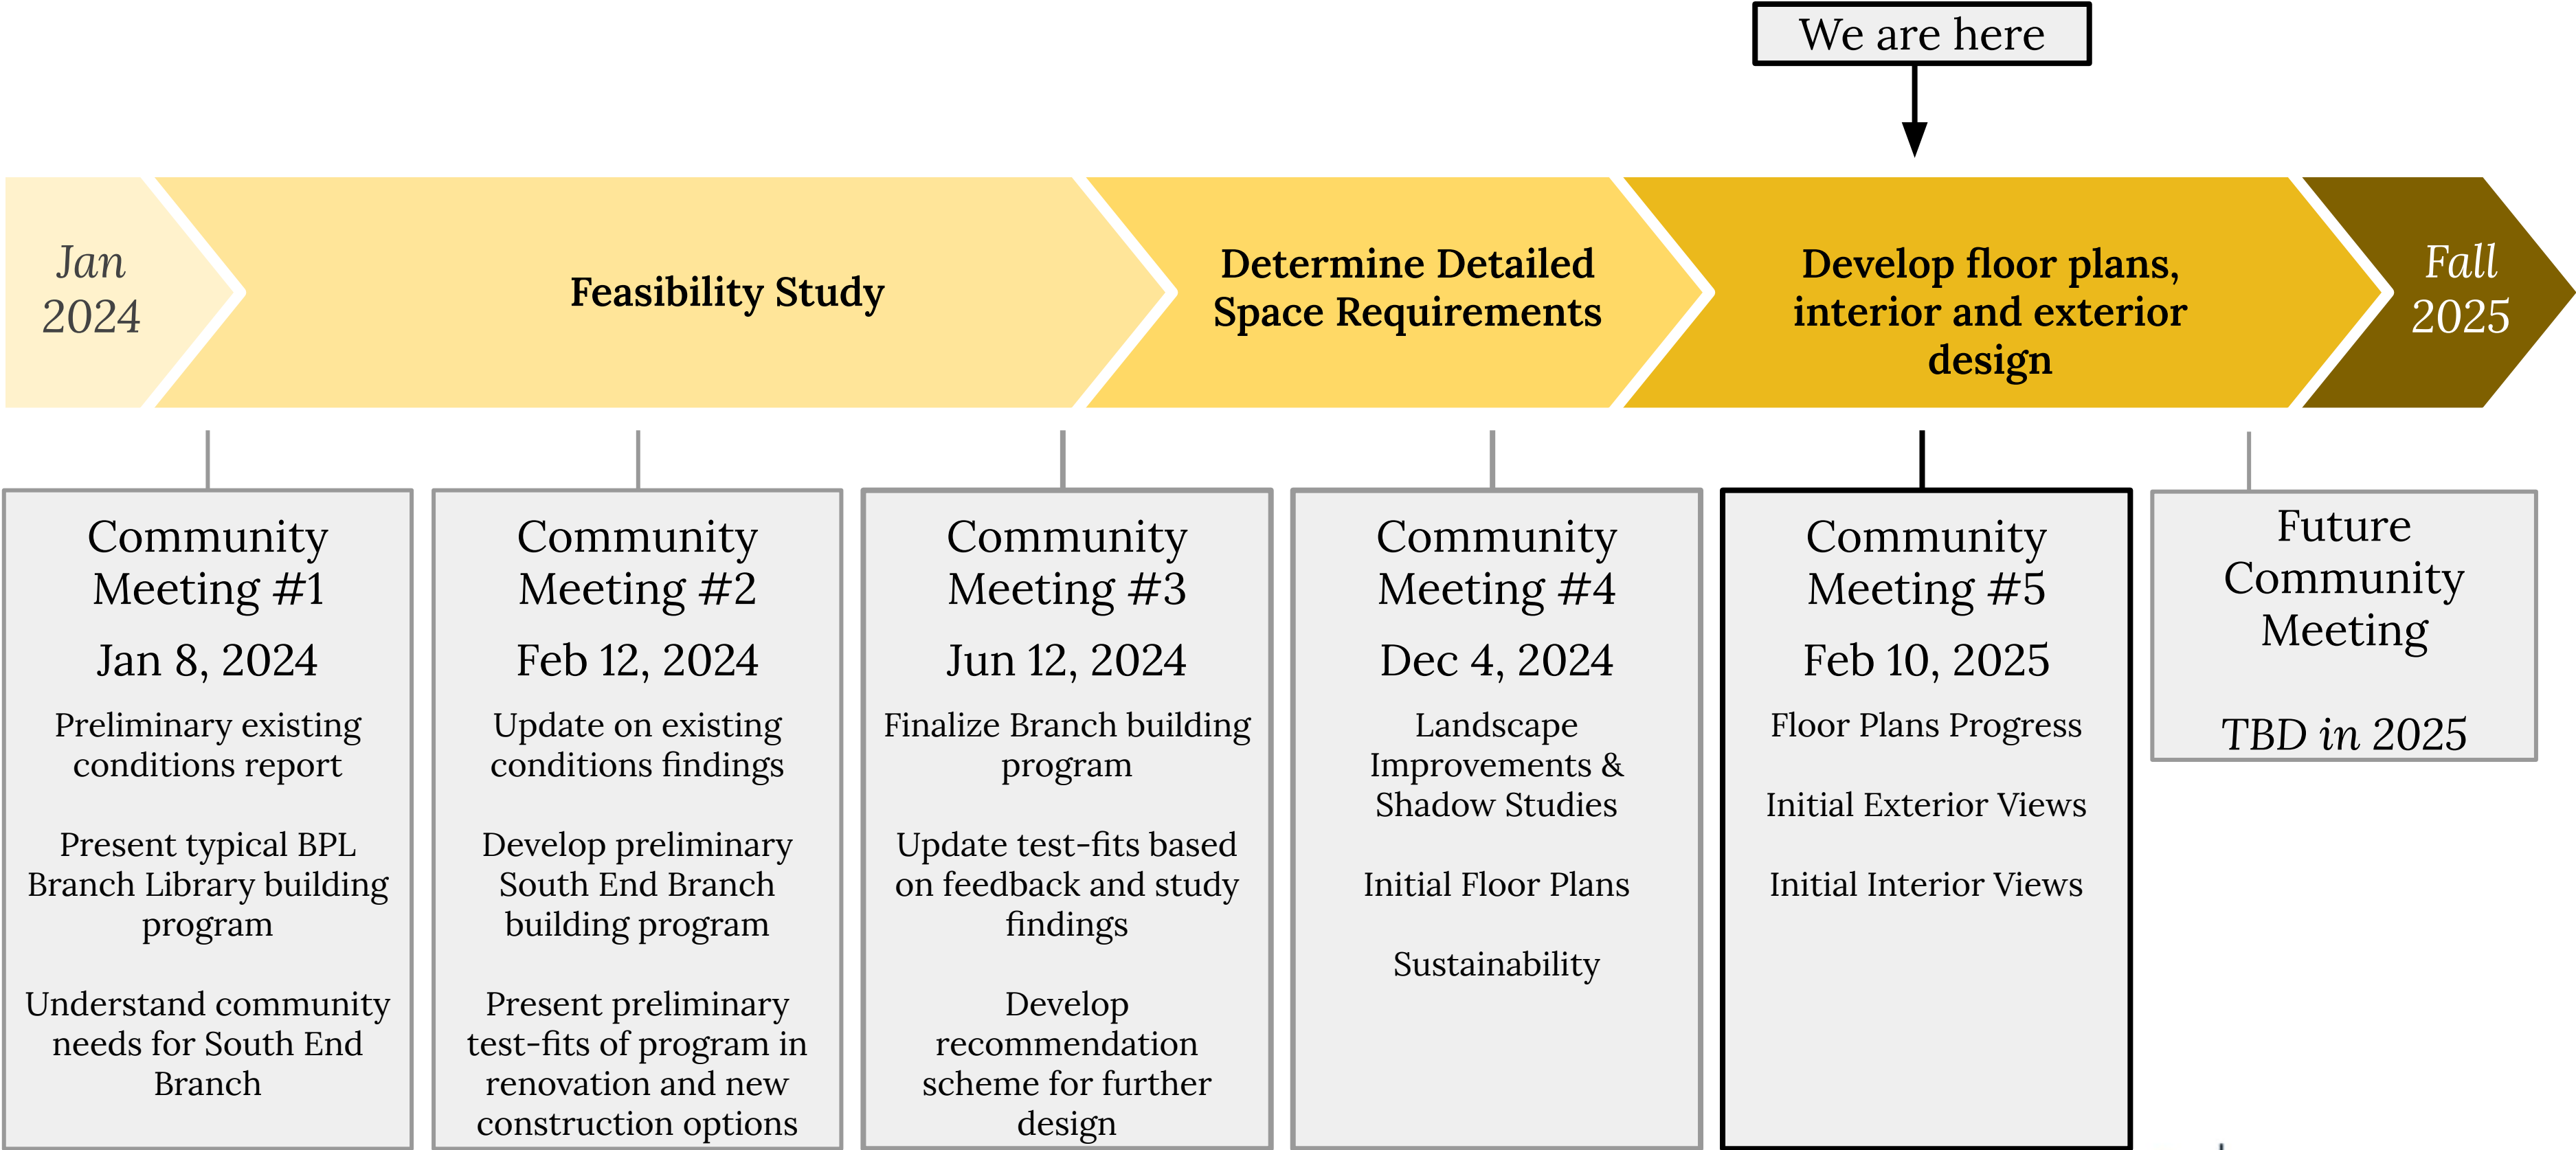 We are here
Jan
2024
Feasibility Study
Determine Detailed
Space Requirements
Develop floor plans,
interior and exterior
design
Fall
2025
Community
Meeting #1
Jan 8, 2024
Preliminary existing
conditions report
Present typical BPL
Branch Library building
program
Understand community
needs for South End
Branch
Community
Meeting #2
Feb 12, 2024
Update on existing
conditions findings
Develop preliminary
South End Branch
building program
Present preliminary
test-fits of program in
renovation and new
construction options
Community
Meeting #3
Jun 12, 2024
Finalize Branch building
program
Update test-fits based
on feedback and study
findings
Develop
recommendation
scheme for further
design
Community
Meeting #4
Dec 4, 2024
Landscape
Improvements &
Shadow Studies
Initial Floor Plans
Sustainability
Community
Meeting #5
Feb 10, 2025
Floor Plans Progress
Initial Exterior Views
Initial Interior Views
Future
Community
Meeting
TBD in 2025